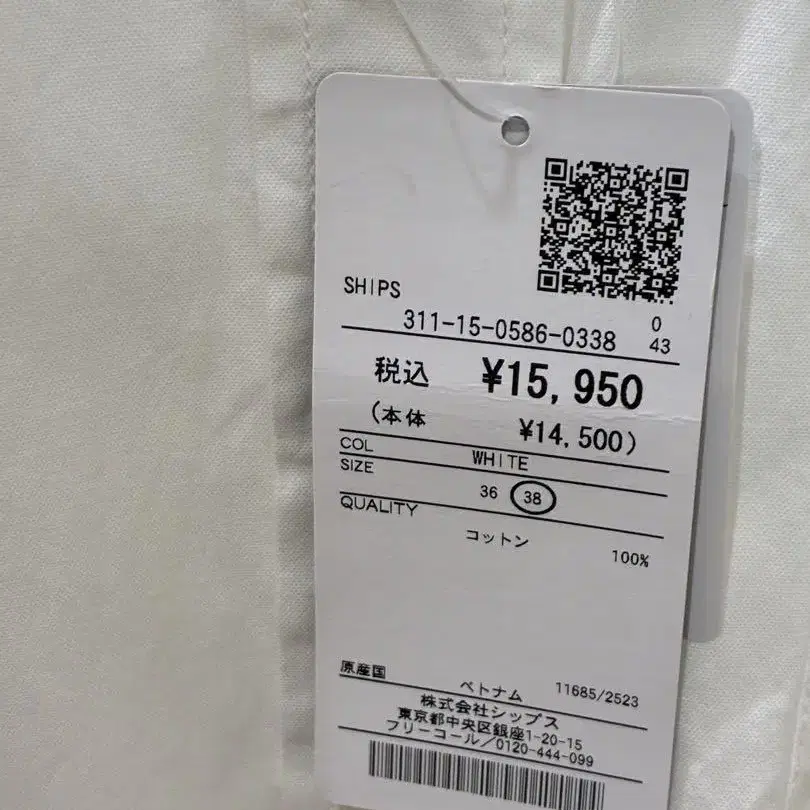 SHIPS
311-15-0586-0338
0
43
税込 ¥15,950
(本体 ¥14,500)
COL WHITE
SIZE 36 38
QUALITY
コットン 100%
原産国 ベトナム 11685/2523
株式会社シップス
東京都中央区銀座1-20-15
フリーコール/0120-444-099